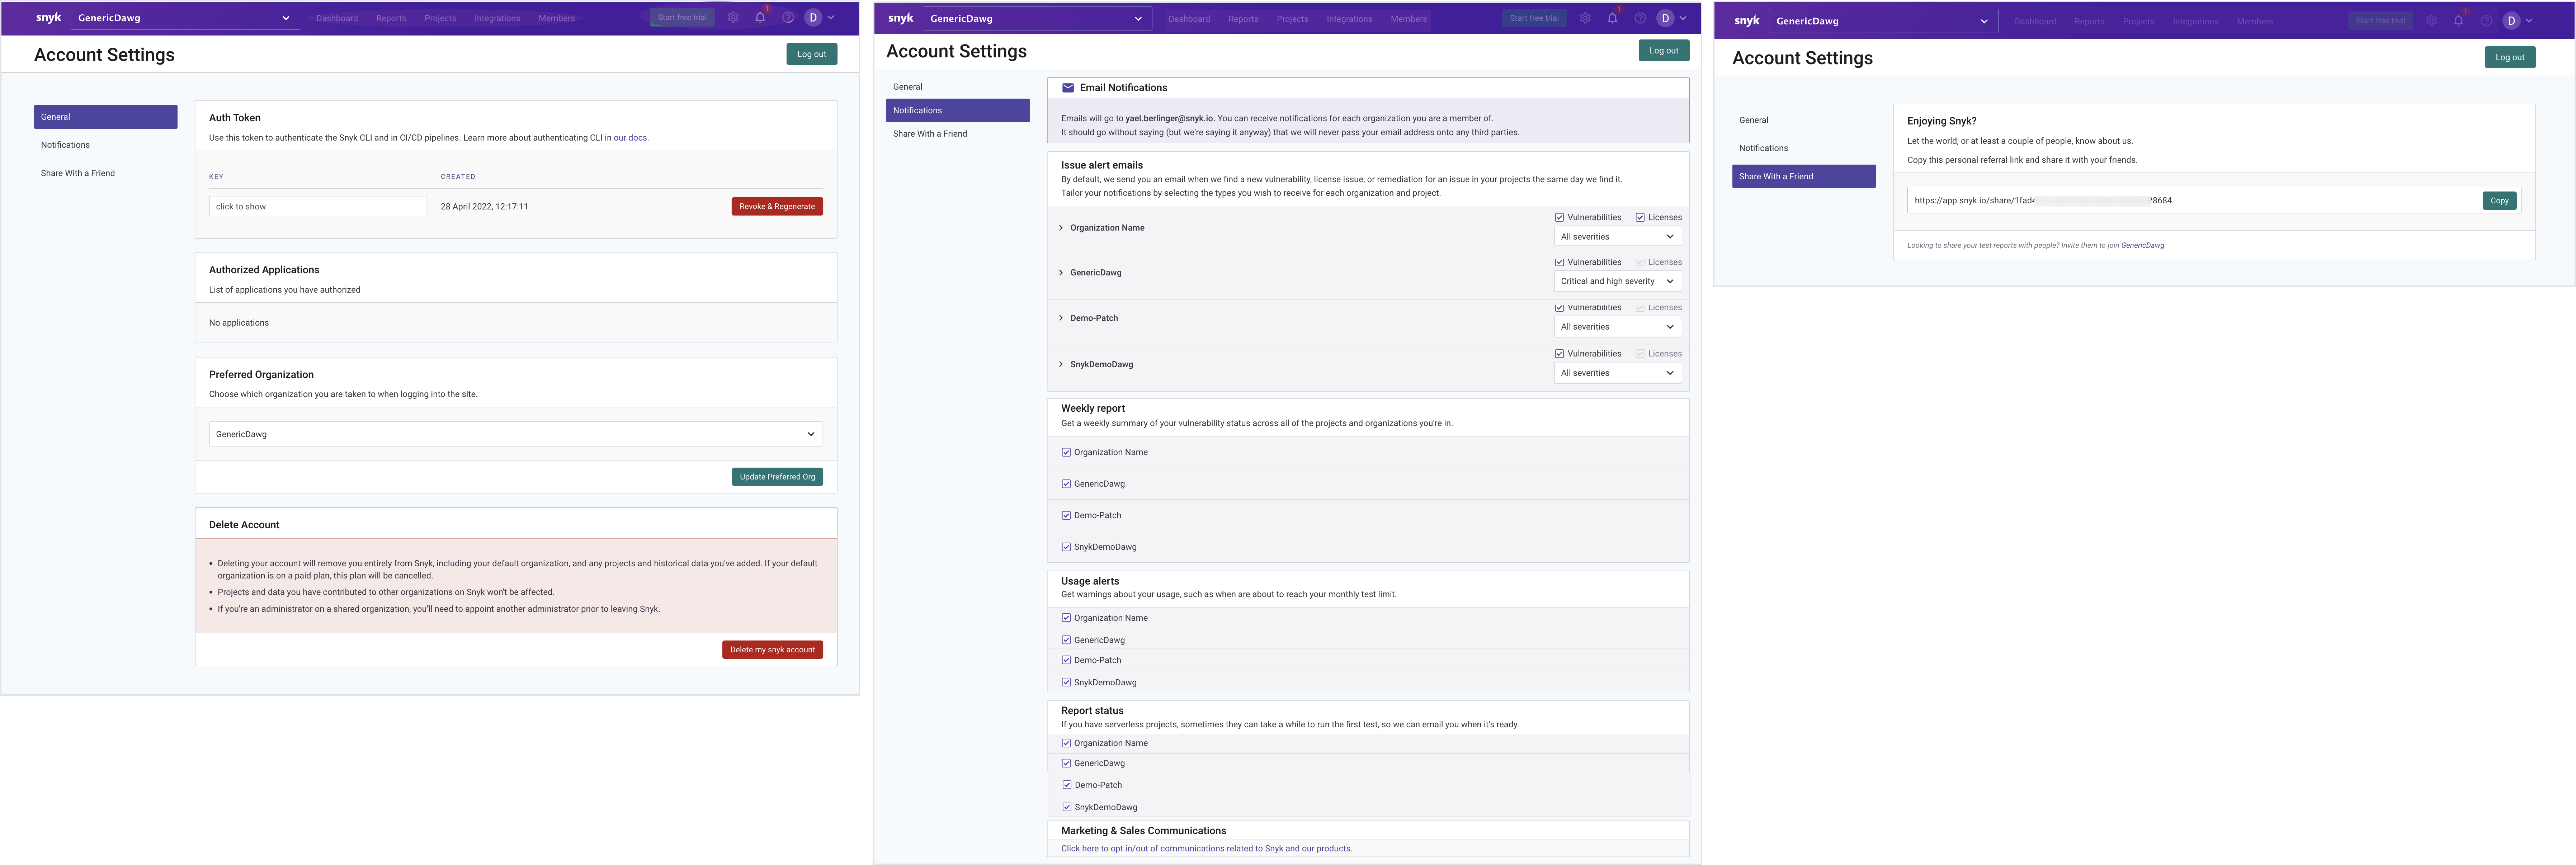 snyk
GenericDawg
Dashboard Reports Projects Integrations Members
Start free trial
1
D
Account Settings
Log out
General
Notifications
Share With a Friend
Auth Token
Use this token to authenticate the Snyk CLI and in CI/CD pipelines. Learn more about authenticating CLI in our docs.
KEY CREATED
click to show 28 April 2022, 12:17:11 Revoke & Regenerate
Authorized Applications
List of applications you have authorized
No applications
Preferred Organization
Choose which organization you are taken to when logging into the site.
GenericDawg
Update Preferred Org
Delete Account
• Deleting your account will remove you entirely from Snyk, including your default organization, and any projects and historical data you've added. If your default
organization is on a paid plan, this plan will be cancelled.
• Projects and data you have contributed to other organizations on Snyk won't be affected.
• If you're an administrator on a shared organization, you'll need to appoint another administrator prior to leaving Snyk.
Delete my snyk account
snyk
GenericDawg
Dashboard Reports Projects Integrations Members
Start free trial
1
D
Account Settings
Log out
General
Notifications
Share With a Friend
Email Notifications
Emails will go to yael.berlinger@snyk.io. You can receive notifications for each organization you are a member of.
It should go without saying (but we're saying it anyway) that we will never pass your email address onto any third parties.
Issue alert emails
By default, we send you an email when we find a new vulnerability, license issue, or remediation for an issue in your projects the same day we find it.
Tailor your notifications by selecting the types you wish to receive for each organization and project.
Vulnerabilities Licenses
Organization Name
All severities
Vulnerabilities Licenses
GenericDawg
Critical and high severity
Vulnerabilities Licenses
Demo-Patch
All severities
Vulnerabilities Licenses
SnykDemoDawg
All severities
Weekly report
Get a weekly summary of your vulnerability status across all of the projects and organizations you're in.
Organization Name
GenericDawg
Demo-Patch
SnykDemoDawg
Usage alerts
Get warnings about your usage, such as when are about to reach your monthly test limit.
Organization Name
GenericDawg
Demo-Patch
SnykDemoDawg
Report status
If you have serverless projects, sometimes they can take a while to run the first test, so we can email you when it's ready.
Organization Name
GenericDawg
Demo-Patch
SnykDemoDawg
Marketing & Sales Communications
Click here to opt in/out of communications related to Snyk and our products.
snyk
GenericDawg
Dashboard Reports Projects Integrations Members
Start free trial
1
D
Account Settings
Log out
General
Notifications
Share With a Friend
Enjoying Snyk?
Let the world, or at least a couple of people, know about us.
Copy this personal referral link and share it with your friends.
https://app.snyk.io/share/1fad 28684
Copy
Looking to share your test reports with people? Invite them to join GenericDawg.